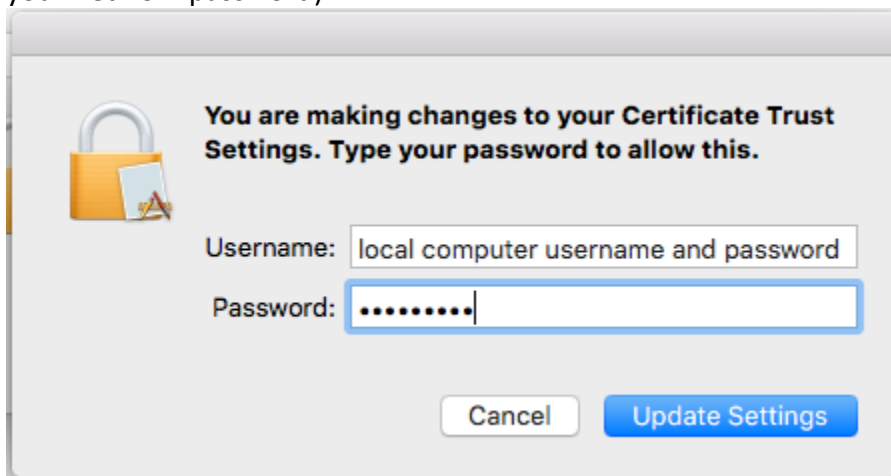 You are making changes to your Certificate Trust
Settings. Type your password to allow this.
Username: local computer username and password
Password: •••••••••
Cancel Update Settings